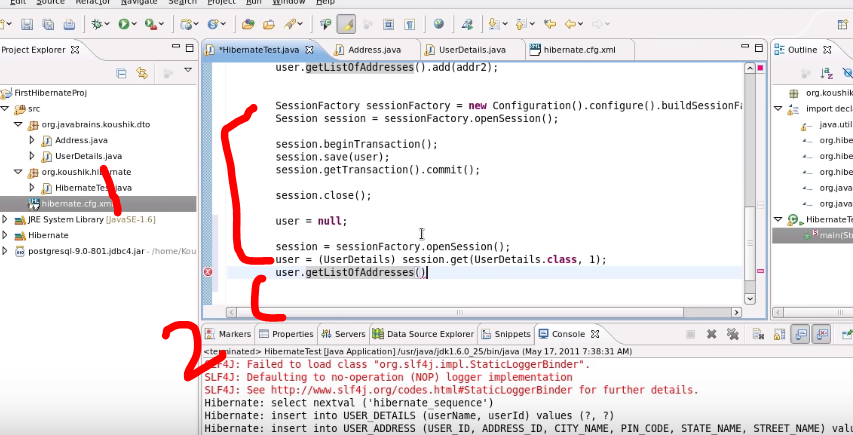 Edit Source Refactor Navigate Search Project Run Window Help
Project Explorer
*HibernateTest.java
Address.java
UserDetails.java
hibernate.cfg.xml
Outline
FirstHibernateProj
src
org.javabrains.koushik.dto
Address.java
UserDetails.java
org.koushik.hibernate
HibernateTest.java
hibernate.cfg.xml
JRE System Library [JavaSE-1.6]
Hibernate
postgresql-9.0-801.jdbc4.jar - /home/Kou
1
user.getListOfAddresses().add(addr2);
SessionFactory sessionFactory = new Configuration().configure().buildSessionFa
Session session = sessionFactory.openSession();
session.beginTransaction();
session.save(user);
session.getTransaction().commit();
session.close();
user = null;
session = sessionFactory.openSession();
user = (UserDetails) session.get(UserDetails.class, 1);
user.getListOfAddresses()
org.koushik
import decl
java.util
org.hibe
org.hibe
org.hibe
org.java
org.java
HibernateTe
main(St
2
Markers
Properties
Servers
Data Source Explorer
Snippets
Console
<terminated> HibernateTest [Java Application] /usr/java/jdk1.6.0_25/bin/java (May 17, 2011 7:38:31 AM)
SLF4J: Failed to load class "org.slf4j.impl.StaticLoggerBinder".
SLF4J: Defaulting to no-operation (NOP) logger implementation
SLF4J: See http://www.slf4j.org/codes.html#StaticLoggerBinder for further details.
Hibernate: select nextval ('hibernate_sequence')
Hibernate: insert into USER_DETAILS (userName, userId) values (?, ?)
Hibernate: insert into USER_ADDRESS (USER_ID, ADDRESS_ID, CITY_NAME, PIN_CODE, STATE_NAME, STREET_NAME) valu